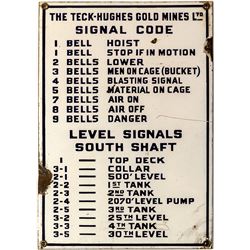 THE TECK-HUGHES GOLD MINES LTD
SIGNAL CODE
1 BELL HOIST
1 BELL STOP IF IN MOTION
2 BELLS LOWER
3 BELLS MEN ON CAGE (BUCKET)
4 BELLS BLASTING SIGNAL
5 BELLS MATERIAL ON CAGE
7 BELLS AIR ON
8 BELLS AIR OFF
9 BELLS DANGER
LEVEL SIGNALS
SOUTH SHAFT
1 — TOP DECK
3-1 — COLLAR
2-1 — 500' LEVEL
2-2 — 1ST TANK
2-3 — 2ND TANK
2-4 — 2070' LEVEL PUMP
2-5 — 3RD TANK
3-2 — 25TH LEVEL
3-3 — 4TH TANK
3-5 — 30TH LEVEL